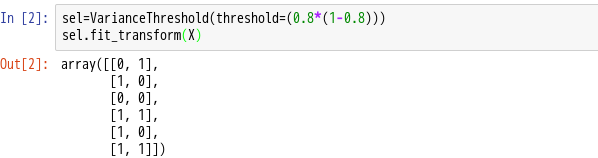 In [2]: sel=VarianceThreshold(threshold=(0.8*(1-0.8)))
sel.fit_transform(X)
Out[2]: array([[0, 1],
[1, 0],
[0, 0],
[1, 1],
[1, 0],
[1, 1]])